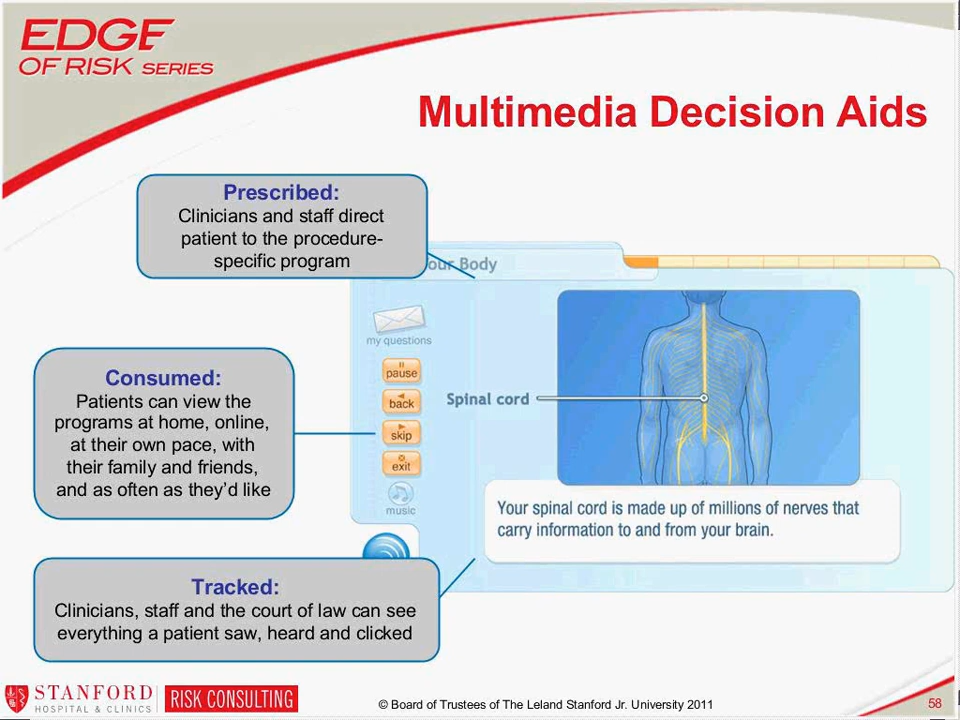 EDGE
OF RISK SERIES
Multimedia Decision Aids
Prescribed:
Clinicians and staff direct
patient to the procedure-
specific program
our Body
my questions
pause
back
skip
exit
music
Spinal cord
Consumed:
Patients can view the
programs at home, online,
at their own pace, with
their family and friends,
and as often as they'd like
Your spinal cord is made up of millions of nerves that
carry information to and from your brain.
Tracked:
Clinicians, staff and the court of law can see
everything a patient saw, heard and clicked
STANFORD
HOSPITAL & CLINICS
RISK CONSULTING
© Board of Trustees of The Leland Stanford Jr. University 2011
58